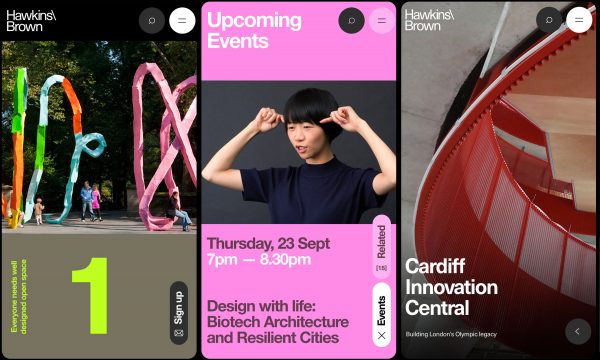 Hawkins\
Brown
Everyone needs well
designed open space
1
Sign up
Upcoming
Events
Thursday, 23 Sept
7pm — 8.30pm
Related
[15]
Design with life:
Biotech Architecture
and Resilient Cities
Events
Hawkins\
Brown
Cardiff
Innovation
Central
Building London's Olympic legacy